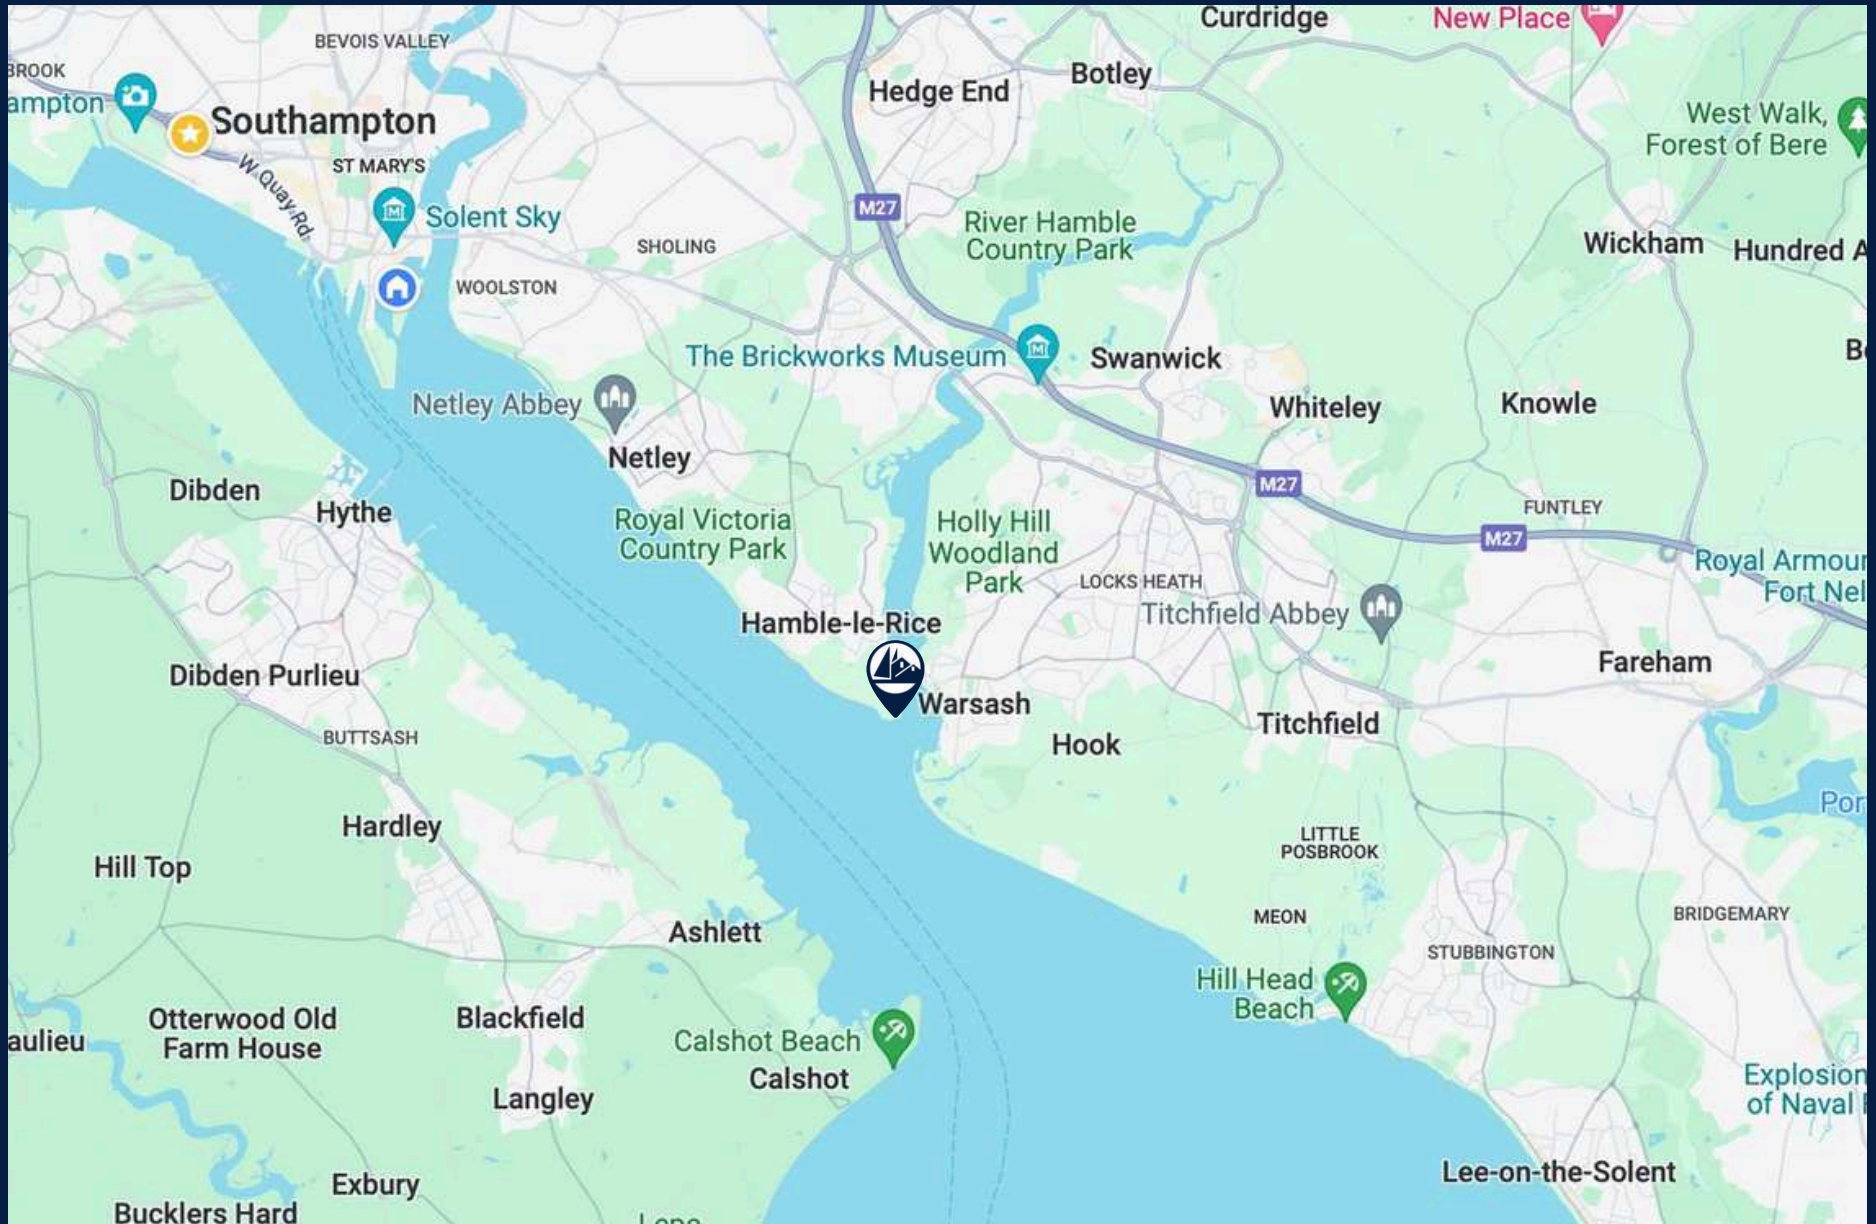 Curdridge
New Place
BEVOIS VALLEY
BROOK
ampton
Southampton
Hedge End
Botley
West Walk,
Forest of Bere
W Quay Rd
ST MARY'S
Solent Sky
M27
River Hamble
Country Park
SHOLING
Wickham
Hundred A
WOOLSTON
The Brickworks Museum
Swanwick
Netley Abbey
Whiteley
Knowle
Netley
M27
Dibden
Hythe
Royal Victoria
Country Park
Holly Hill
Woodland
Park
FUNTLEY
M27
Royal Armour
Fort Nel
LOCKS HEATH
Titchfield Abbey
Hamble-le-Rice
Fareham
Dibden Purlieu
Warsash
Titchfield
BUTTSASH
Hook
Por
Hardley
LITTLE
POSBROOK
Hill Top
MEON
BRIDGEMARY
Ashlett
STUBBINGTON
Hill Head
Beach
Otterwood Old
Farm House
Blackfield
aulieu
Calshot Beach
Calshot
Explosion
of Naval
Langley
Lee-on-the-Solent
Exbury
Bucklers Hard